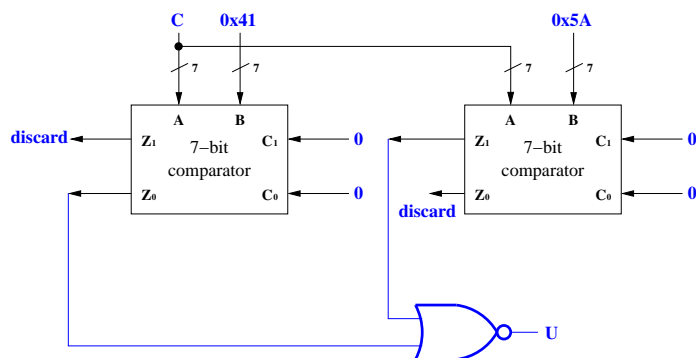 C 0x41 0x5A
7 7 7 7
A B A B
discard Z1 C1 0 Z1 C1 0
7−bit comparator 7−bit comparator
Z0 C0 0 Z0 C0 0
discard
U